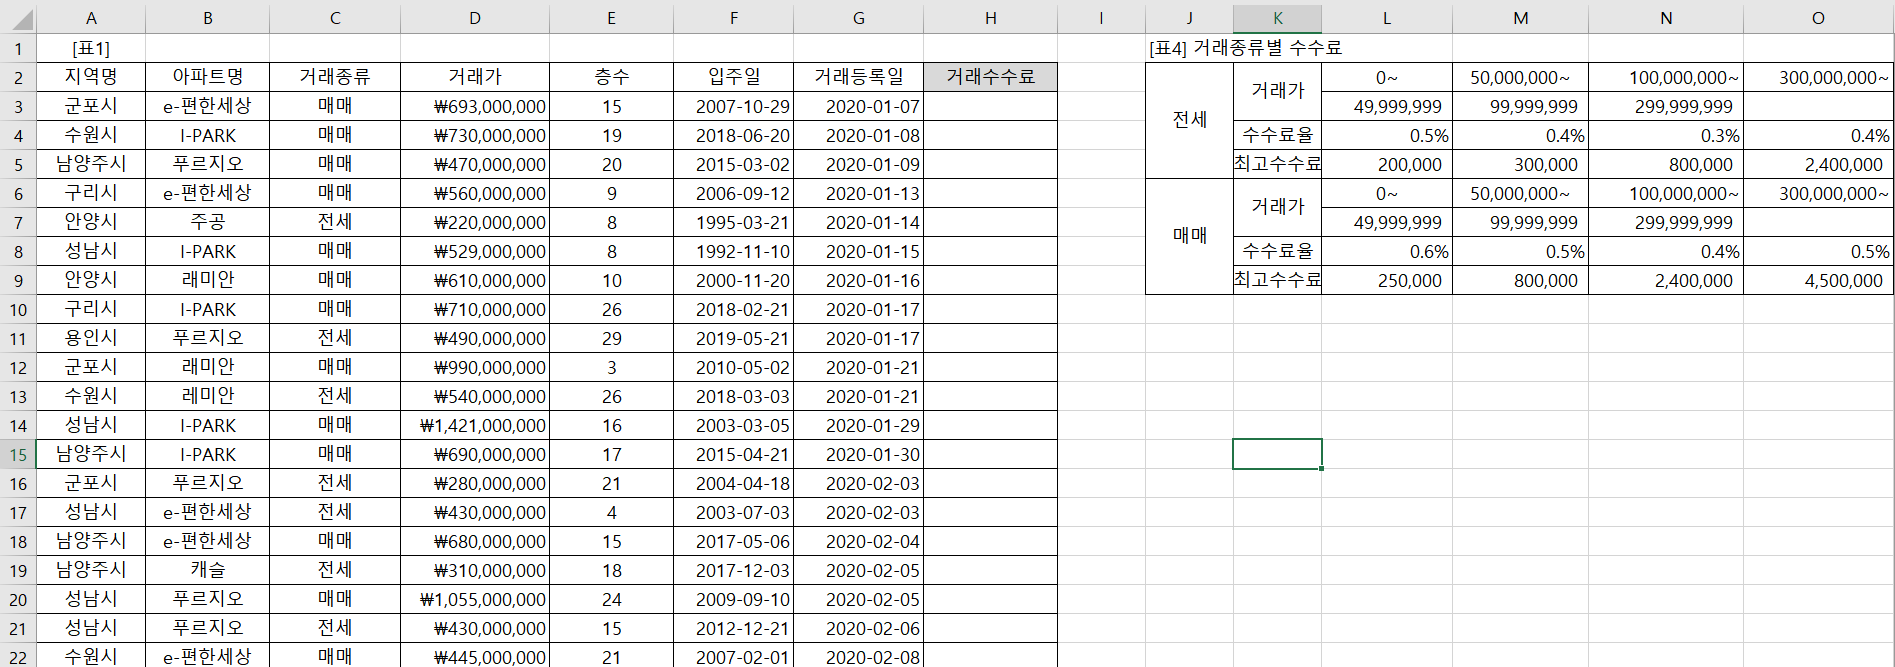 A B C D E F G H I J K L M N O
1 [표1] [표4] 거래종류별 수수료
2 지역명 아파트명 거래종류 거래가 층수 입주일 거래등록일 거래수수료 전세 거래가 0~ 50,000,000~ 100,000,000~ 300,000,000~
3 군포시 e-편한세상 매매 ₩693,000,000 15 2007-10-29 2020-01-07 49,999,999 99,999,999 299,999,999
4 수원시 I-PARK 매매 ₩730,000,000 19 2018-06-20 2020-01-08 수수료율 0.5% 0.4% 0.3% 0.4%
5 남양주시 푸르지오 매매 ₩470,000,000 20 2015-03-02 2020-01-09 최고수수료 200,000 300,000 800,000 2,400,000
6 구리시 e-편한세상 매매 ₩560,000,000 9 2006-09-12 2020-01-13 매매 거래가 0~ 50,000,000~ 100,000,000~ 300,000,000~
7 안양시 주공 전세 ₩220,000,000 8 1995-03-21 2020-01-14 49,999,999 99,999,999 299,999,999
8 성남시 I-PARK 매매 ₩529,000,000 8 1992-11-10 2020-01-15 수수료율 0.6% 0.5% 0.4% 0.5%
9 안양시 래미안 매매 ₩610,000,000 10 2000-11-20 2020-01-16 최고수수료 250,000 800,000 2,400,000 4,500,000
10 구리시 I-PARK 매매 ₩710,000,000 26 2018-02-21 2020-01-17
11 용인시 푸르지오 전세 ₩490,000,000 29 2019-05-21 2020-01-17
12 군포시 래미안 매매 ₩990,000,000 3 2010-05-02 2020-01-21
13 수원시 레미안 전세 ₩540,000,000 26 2018-03-03 2020-01-21
14 성남시 I-PARK 매매 ₩1,421,000,000 16 2003-03-05 2020-01-29
15 남양주시 I-PARK 매매 ₩690,000,000 17 2015-04-21 2020-01-30
16 군포시 푸르지오 전세 ₩280,000,000 21 2004-04-18 2020-02-03
17 성남시 e-편한세상 전세 ₩430,000,000 4 2003-07-03 2020-02-03
18 남양주시 e-편한세상 매매 ₩680,000,000 15 2017-05-06 2020-02-04
19 남양주시 캐슬 전세 ₩310,000,000 18 2017-12-03 2020-02-05
20 성남시 푸르지오 매매 ₩1,055,000,000 24 2009-09-10 2020-02-05
21 성남시 푸르지오 전세 ₩430,000,000 15 2012-12-21 2020-02-06
22 수원시 e-편한세상 매매 ₩445,000,000 21 2007-02-01 2020-02-08